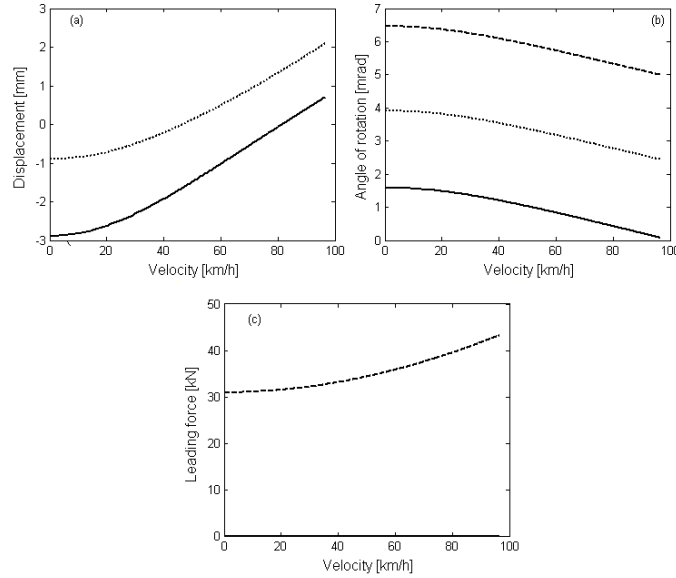 (a)
Displacement [mm]
3
2
1
0
-1
-2
-3
0 20 40 60 80 100
Velocity [km/h]
(b)
Angle of rotation [mrad]
7
6
5
4
3
2
1
0
0 20 40 60 80 100
Velocity [km/h]
(c)
Leading force [kN]
50
40
30
20
10
0
0 20 40 60 80 100
Velocity [km/h]